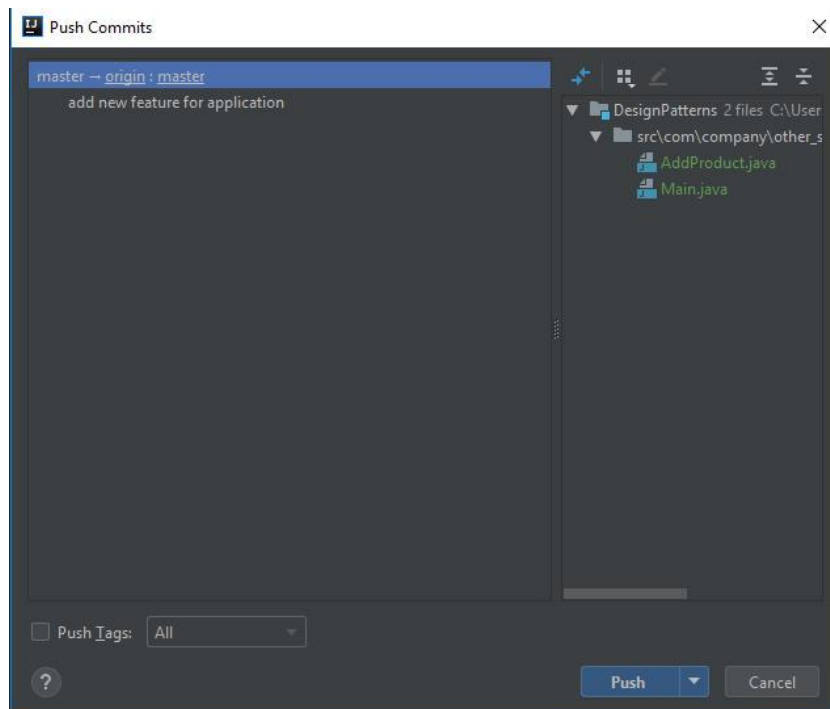 IJ Push Commits
master → origin : master
add new feature for application
DesignPatterns 2 files C:\User
src\com\company\other_s
AddProduct.java
Main.java
Push Tags: All
?
Push
Cancel